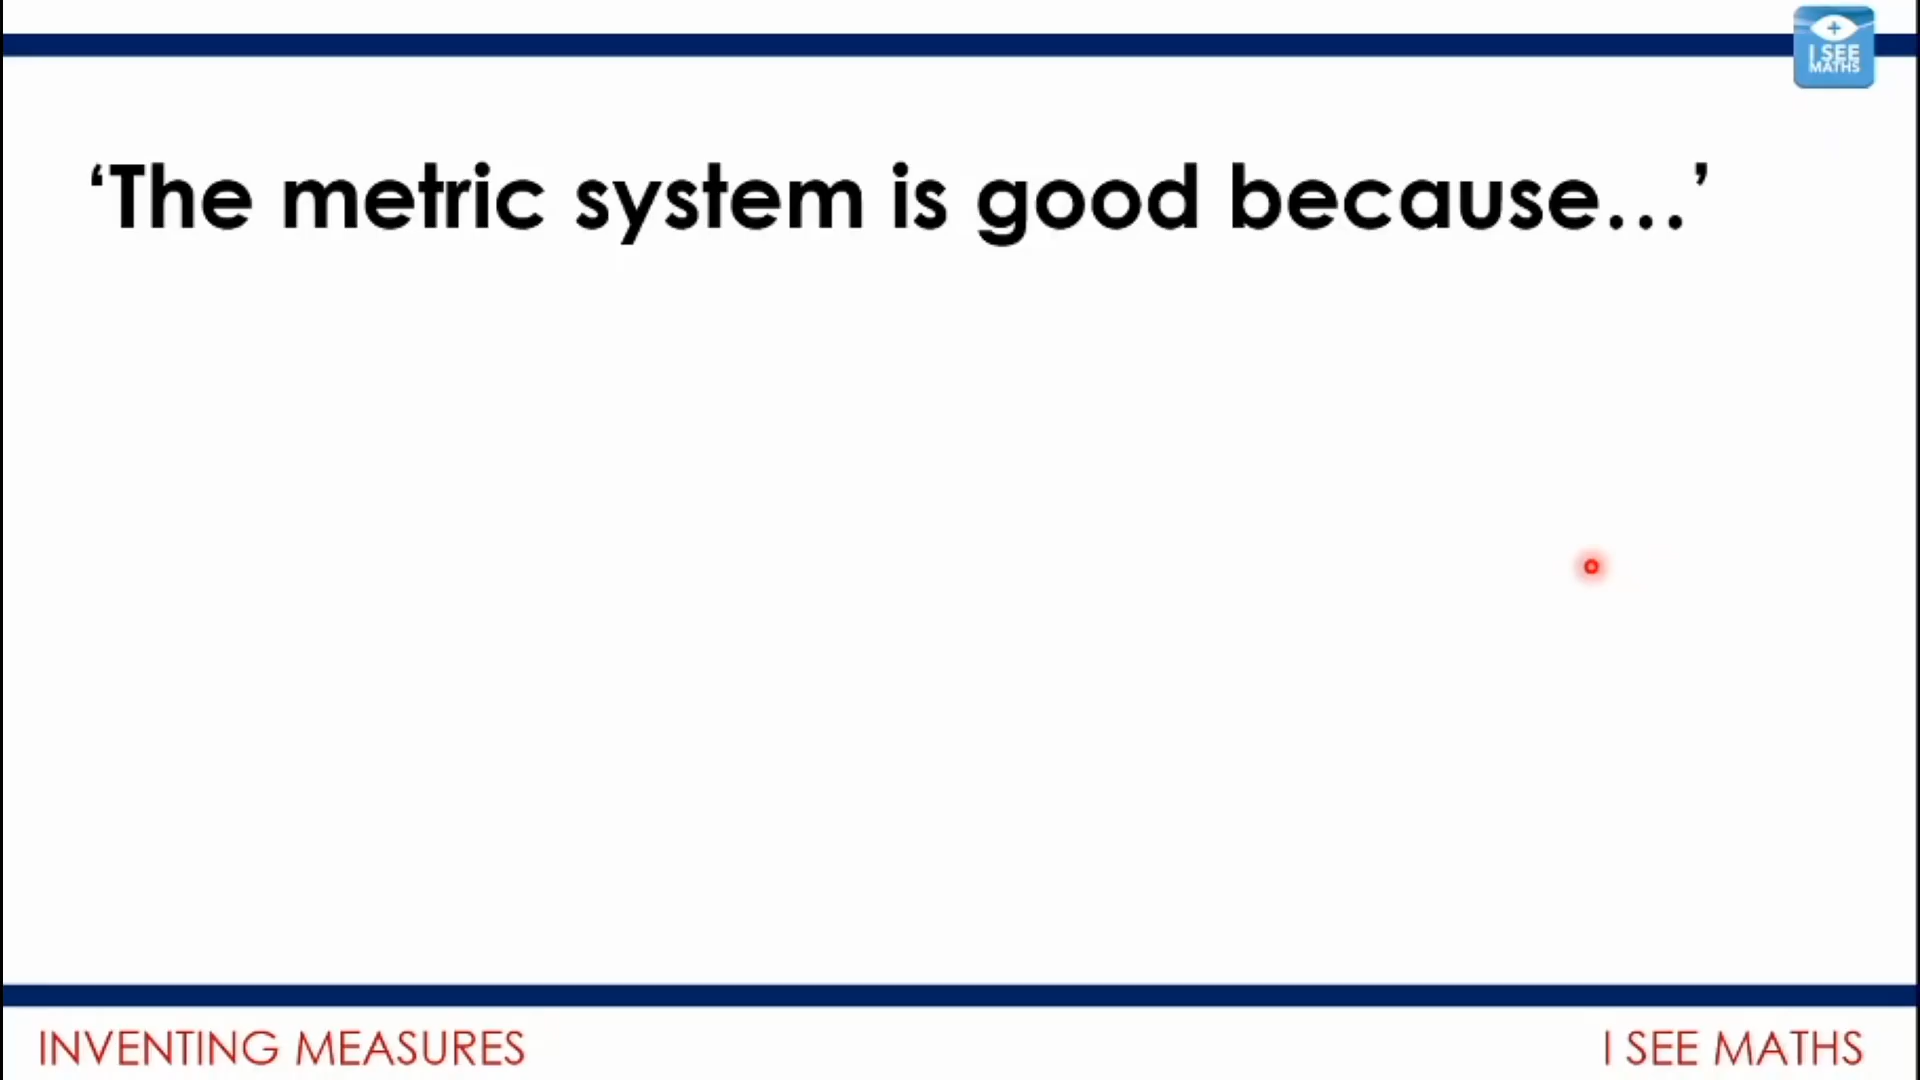 I SEE
MATHS
‘The metric system is good because…’
INVENTING MEASURES
I SEE MATHS